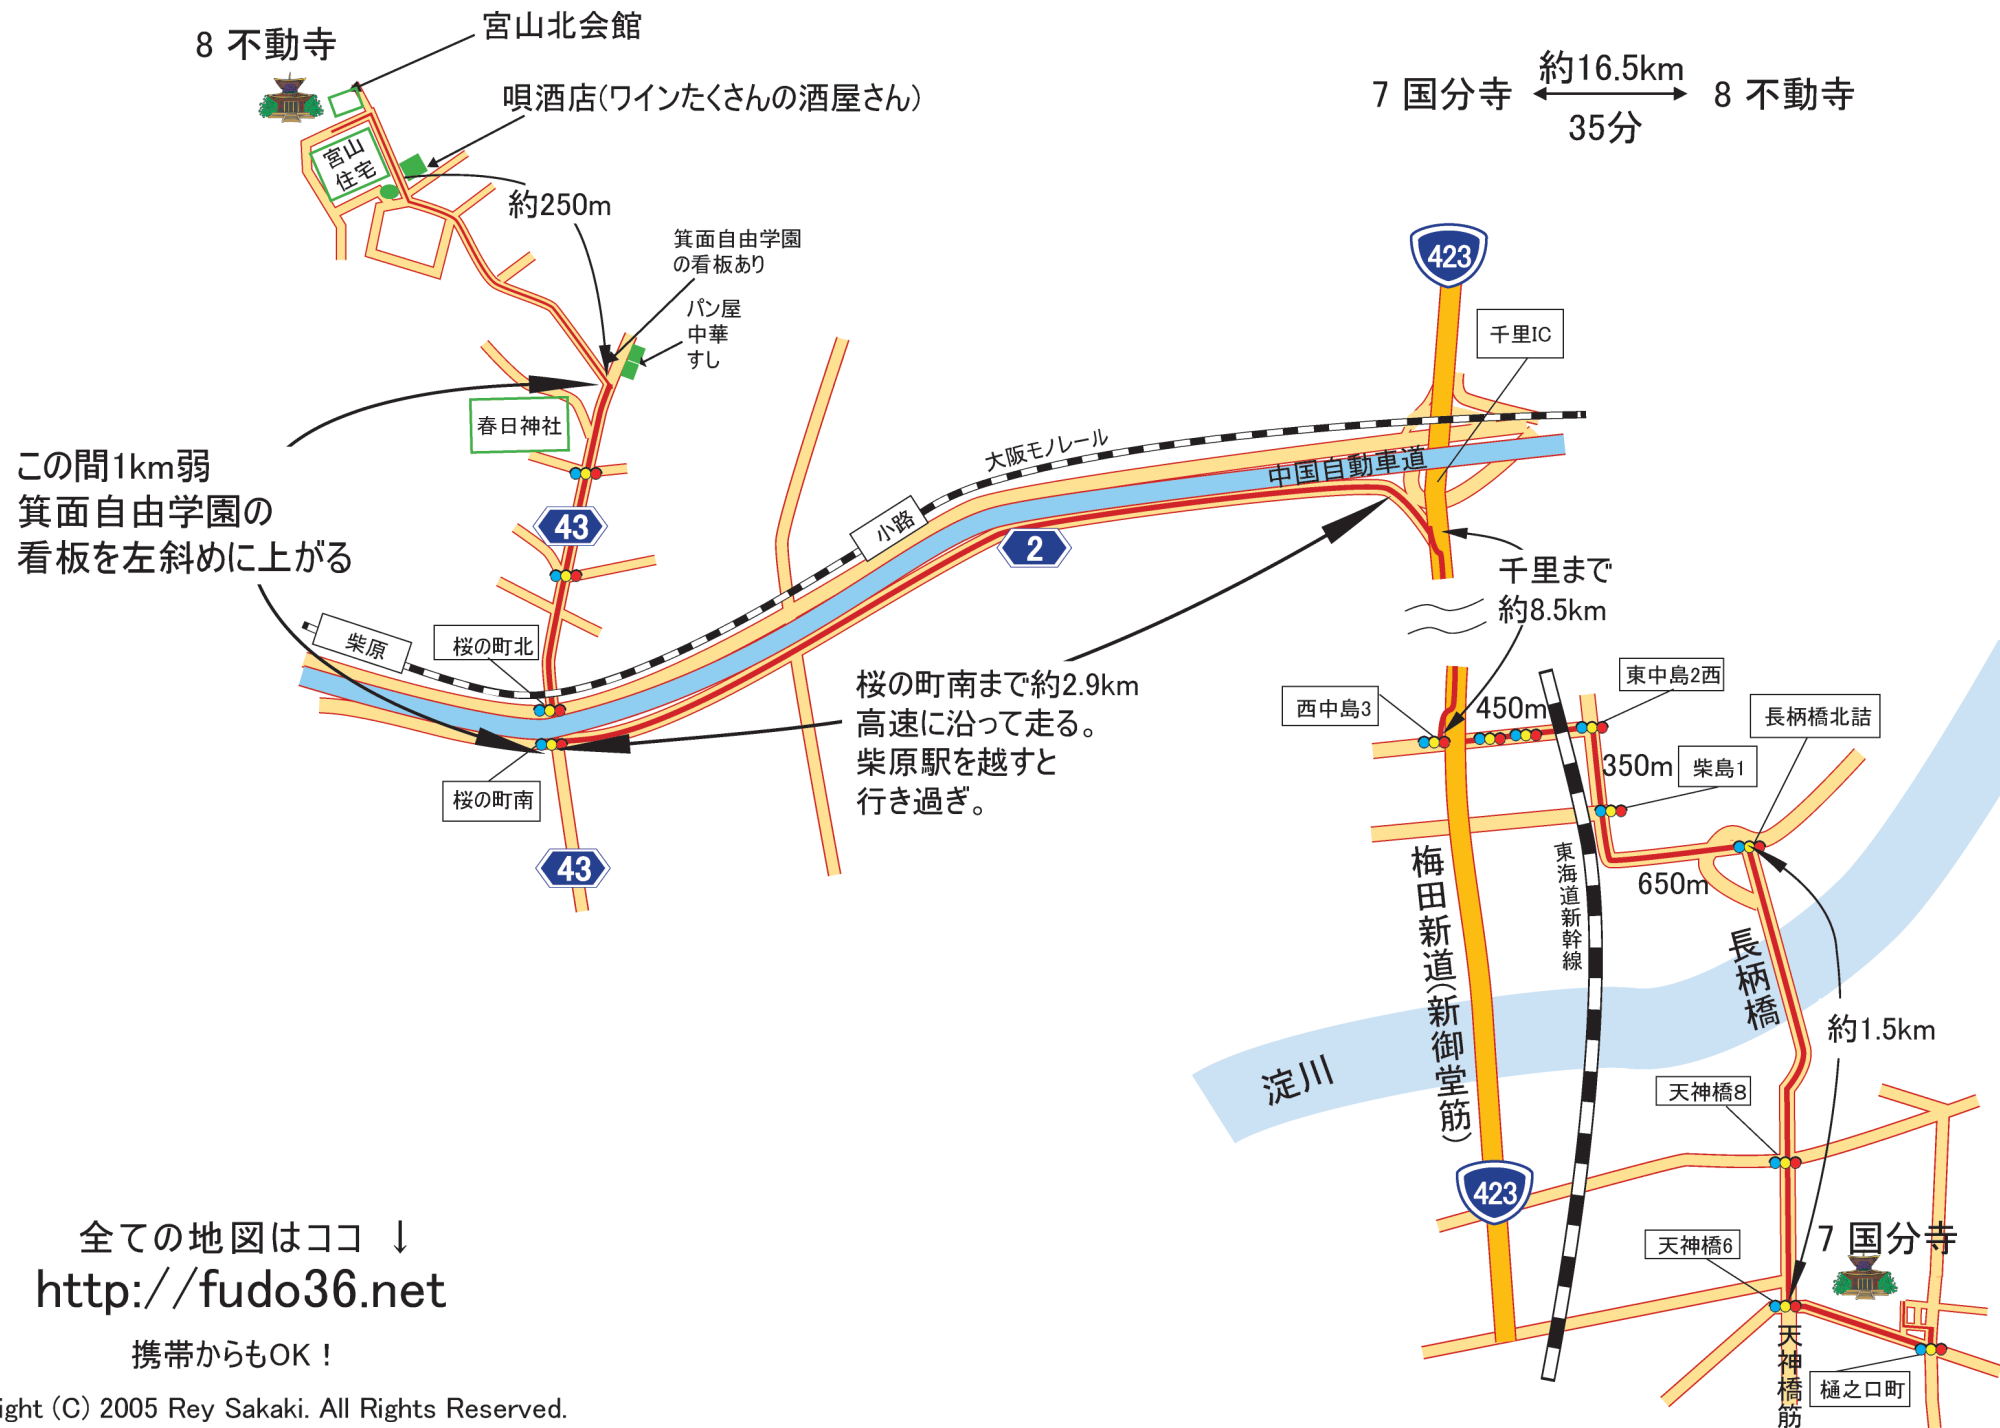 8 不動寺
宮山北会館
唄酒店(ワインたくさんの酒屋さん)
宮山
住宅
約250m
箕面自由学園
の看板あり
パン屋
中華
すし
7 国分寺
約16.5km
35分
8 不動寺
423
千里IC
春日神社
この間1km弱
箕面自由学園の
看板を左斜めに上がる
43
大阪モノレール
中国自動車道
小路
2
柴原
桜の町北
桜の町南
43
千里まで
約8.5km
桜の町南まで約2.9km
高速に沿って走る。
柴原駅を越すと
行き過ぎ。
西中島3
450m
東中島2西
長柄橋北詰
350m
柴島1
650m
梅田新道(新御堂筋)
東海道新幹線
長柄橋
約1.5km
淀川
天神橋8
423
天神橋6
7 国分寺
天神橋筋
樋之口町
全ての地図はココ ↓
http://fudo36.net
携帯からもOK！
ight (C) 2005 Rey Sakaki. All Rights Reserved.